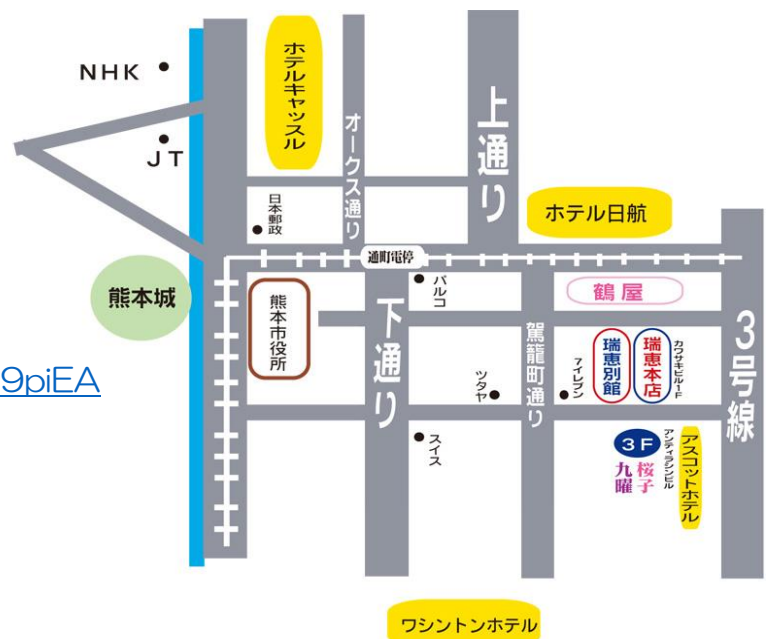 NHK
JT
ホテルキャッスル
オークス通り
上通り
日本郵政
ホテル日航
通町電停
熊本城
熊本市役所
下通り
パルコ
駕籠町通り
鶴屋
3号線
瑞恵別館
瑞恵本店
カワサキビル1F
ツタヤ
7イレブン
9piEA
スイス
3F
九曜
桜子
アンティランビル
アスコットホテル
ワシントンホテル